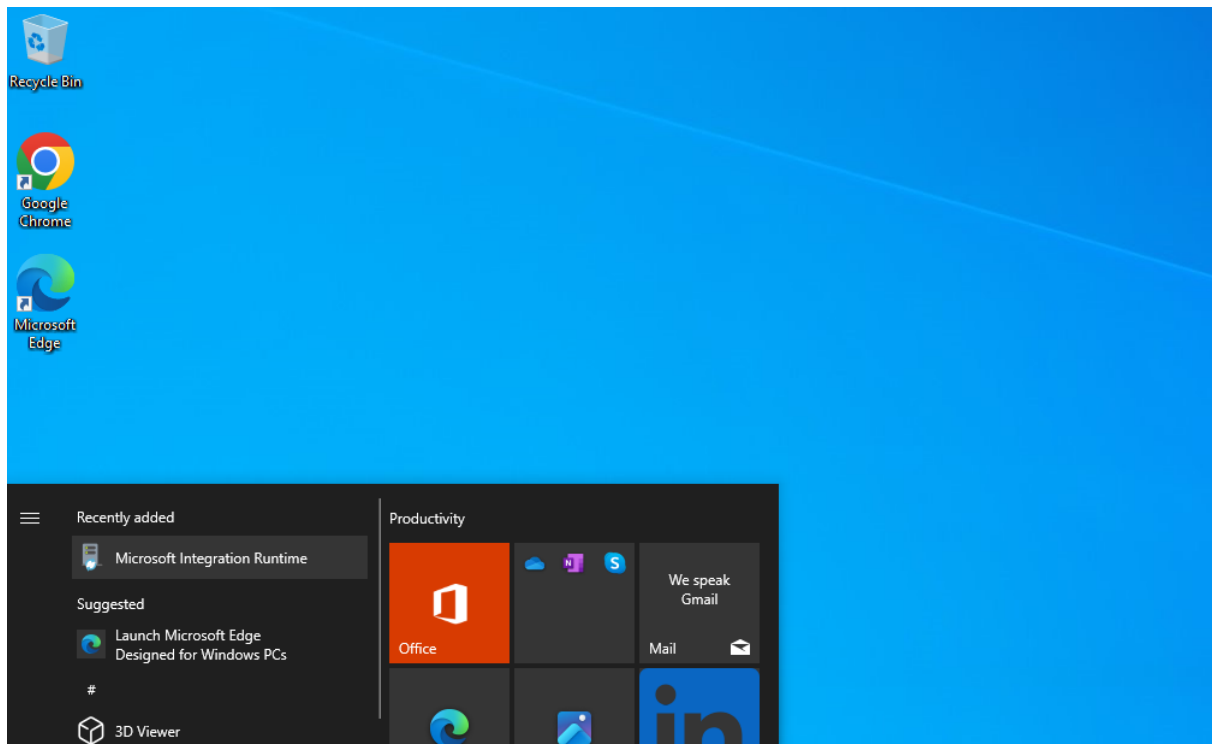 Recycle Bin
Google
Chrome
Microsoft
Edge
Recently added
Microsoft Integration Runtime
Suggested
Launch Microsoft Edge
Designed for Windows PCs
#
3D Viewer
Productivity
Office
N
S
We speak
Gmail
Mail
in